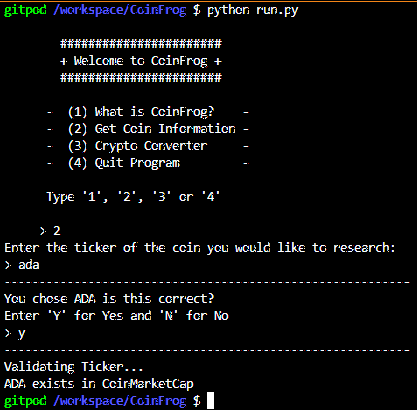 gitpod /workspace/CoinFrog $ python run.py
########################
+ Welcome to CoinFrog +
########################
- (1) What is CoinFrog? -
- (2) Get Coin Information -
- (3) Crypto Converter -
- (4) Quit Program -
Type '1', '2', '3' or '4'
> 2
Enter the ticker of the coin you would like to research:
> ada
------------------------------------------------------------
You chose ADA is this correct?
Enter 'Y' for Yes and 'N' for No
> y
------------------------------------------------------------
Validating Ticker...
ADA exists in CoinMarketCap
gitpod /workspace/CoinFrog $